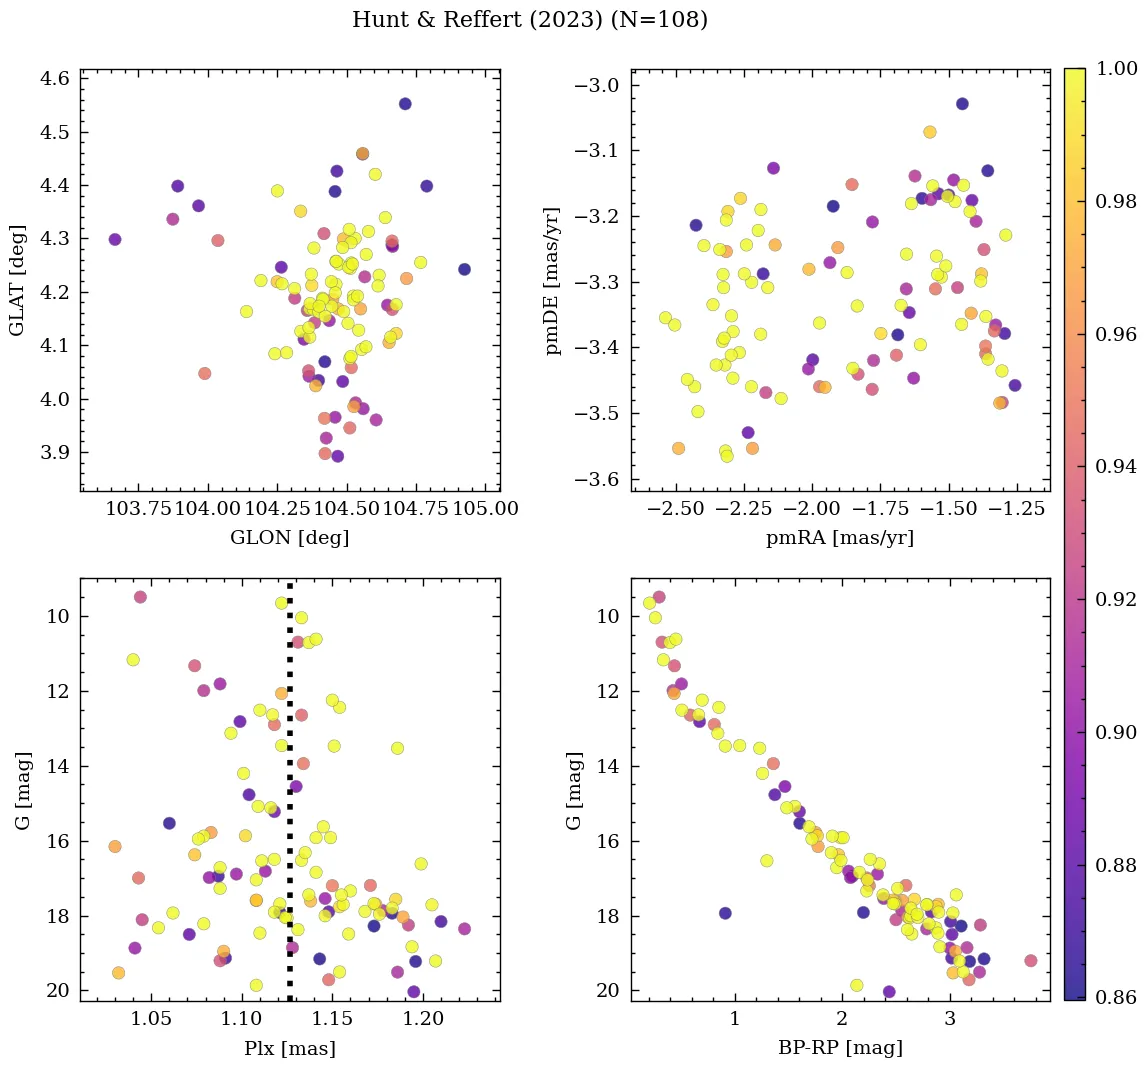 Hunt & Reffert (2023) (N=108)
4.6
4.5
4.4
4.3
4.2
4.1
4.0
3.9
GLAT [deg]
103.75 104.00 104.25 104.50 104.75 105.00
GLON [deg]
−3.0
−3.1
−3.2
−3.3
−3.4
−3.5
−3.6
pmDE [mas/yr]
−2.50 −2.25 −2.00 −1.75 −1.50 −1.25
pmRA [mas/yr]
10
12
14
16
18
20
G [mag]
1.05 1.10 1.15 1.20
Plx [mas]
10
12
14
16
18
20
G [mag]
1 2 3
BP-RP [mag]
1.00
0.98
0.96
0.94
0.92
0.90
0.88
0.86